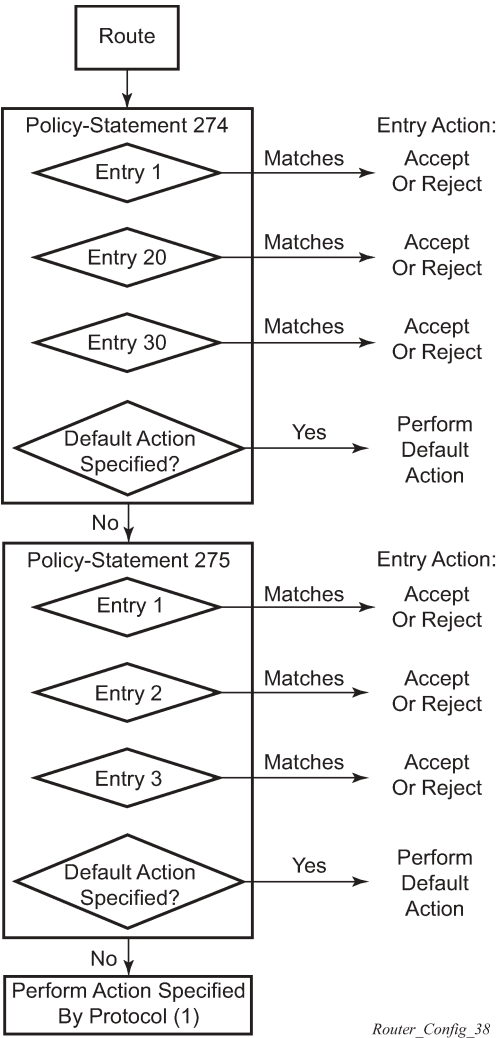 Route
Policy-Statement 274
Entry Action:
Entry 1
Matches
Accept
Or Reject
Entry 20
Matches
Accept
Or Reject
Entry 30
Matches
Accept
Or Reject
Default Action
Specified?
Yes
Perform
Default
Action
No
Policy-Statement 275
Entry Action:
Entry 1
Matches
Accept
Or Reject
Entry 2
Matches
Accept
Or Reject
Entry 3
Matches
Accept
Or Reject
Default Action
Specified?
Yes
Perform
Default
Action
No
Perform Action Specified
By Protocol (1)
Router_Config_38